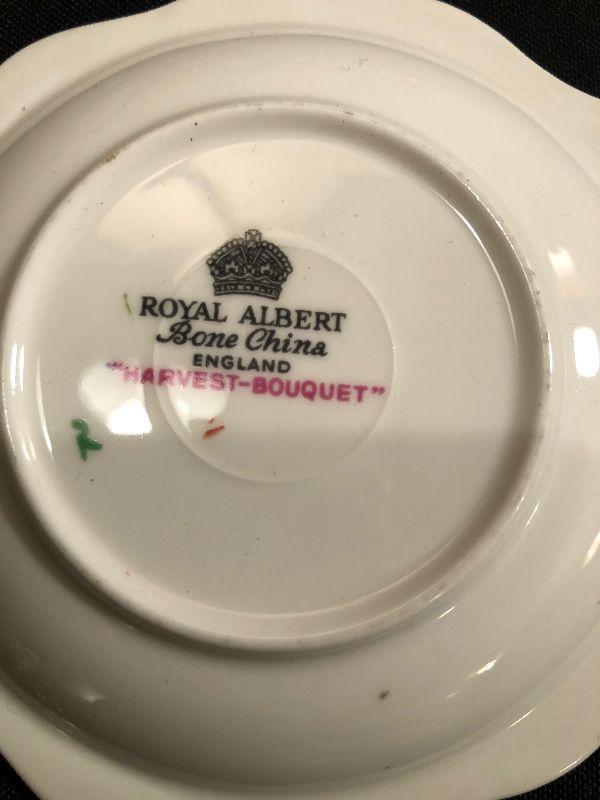 ROYAL ALBERT
Bone China
ENGLAND
"HARVEST-BOUQUET"